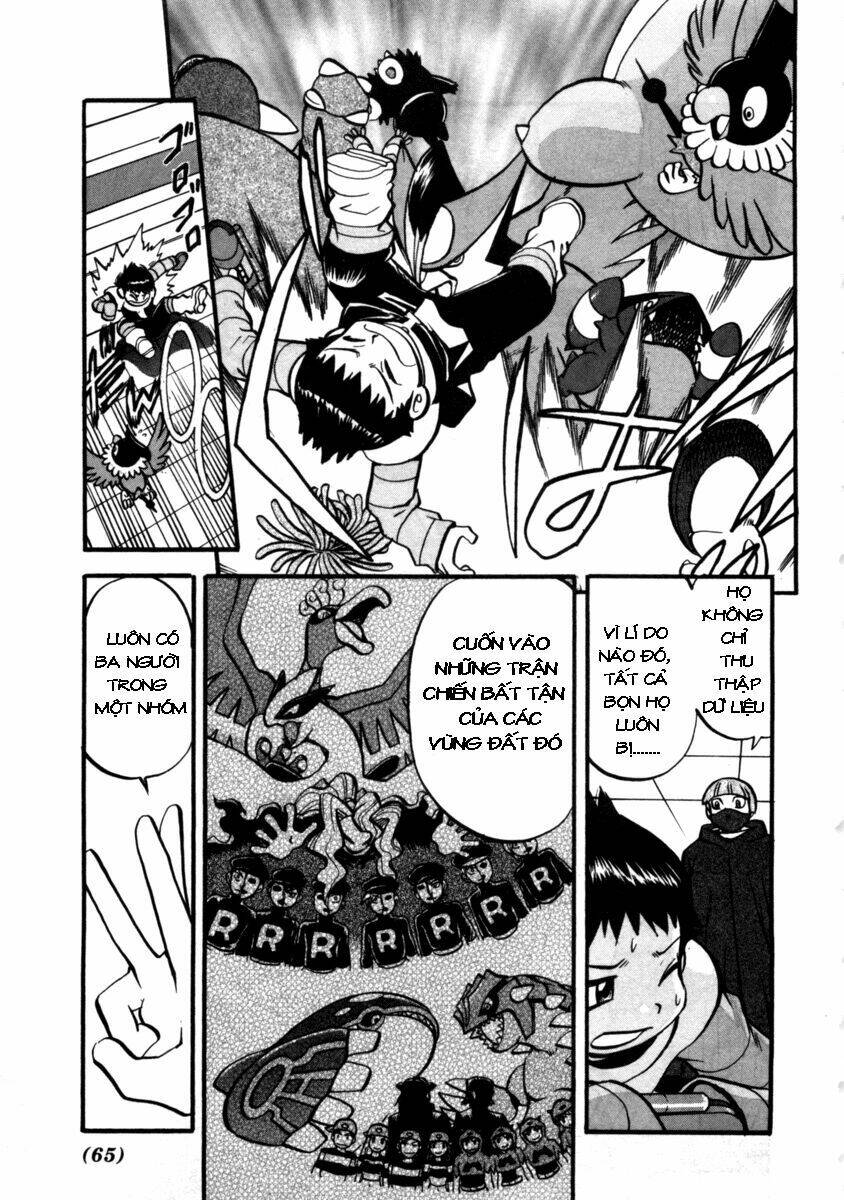 ゴロゴロ
HỌ
KHÔNG
CHỈ
THU
THẬP
DỮ LIỆU
VÌ LÍ DO
NÀO ĐÓ,
TẤT CẢ
BỌN HỌ
LUÔN
BỊ........
CUỐN VÀO
NHỮNG TRẬN
CHIẾN BẤT TẬN
CỦA CÁC
VÙNG ĐẤT ĐÓ
R R R R R R R
LUÔN CÓ
BA NGƯỜI
TRONG
MỘT NHÓM
(65)